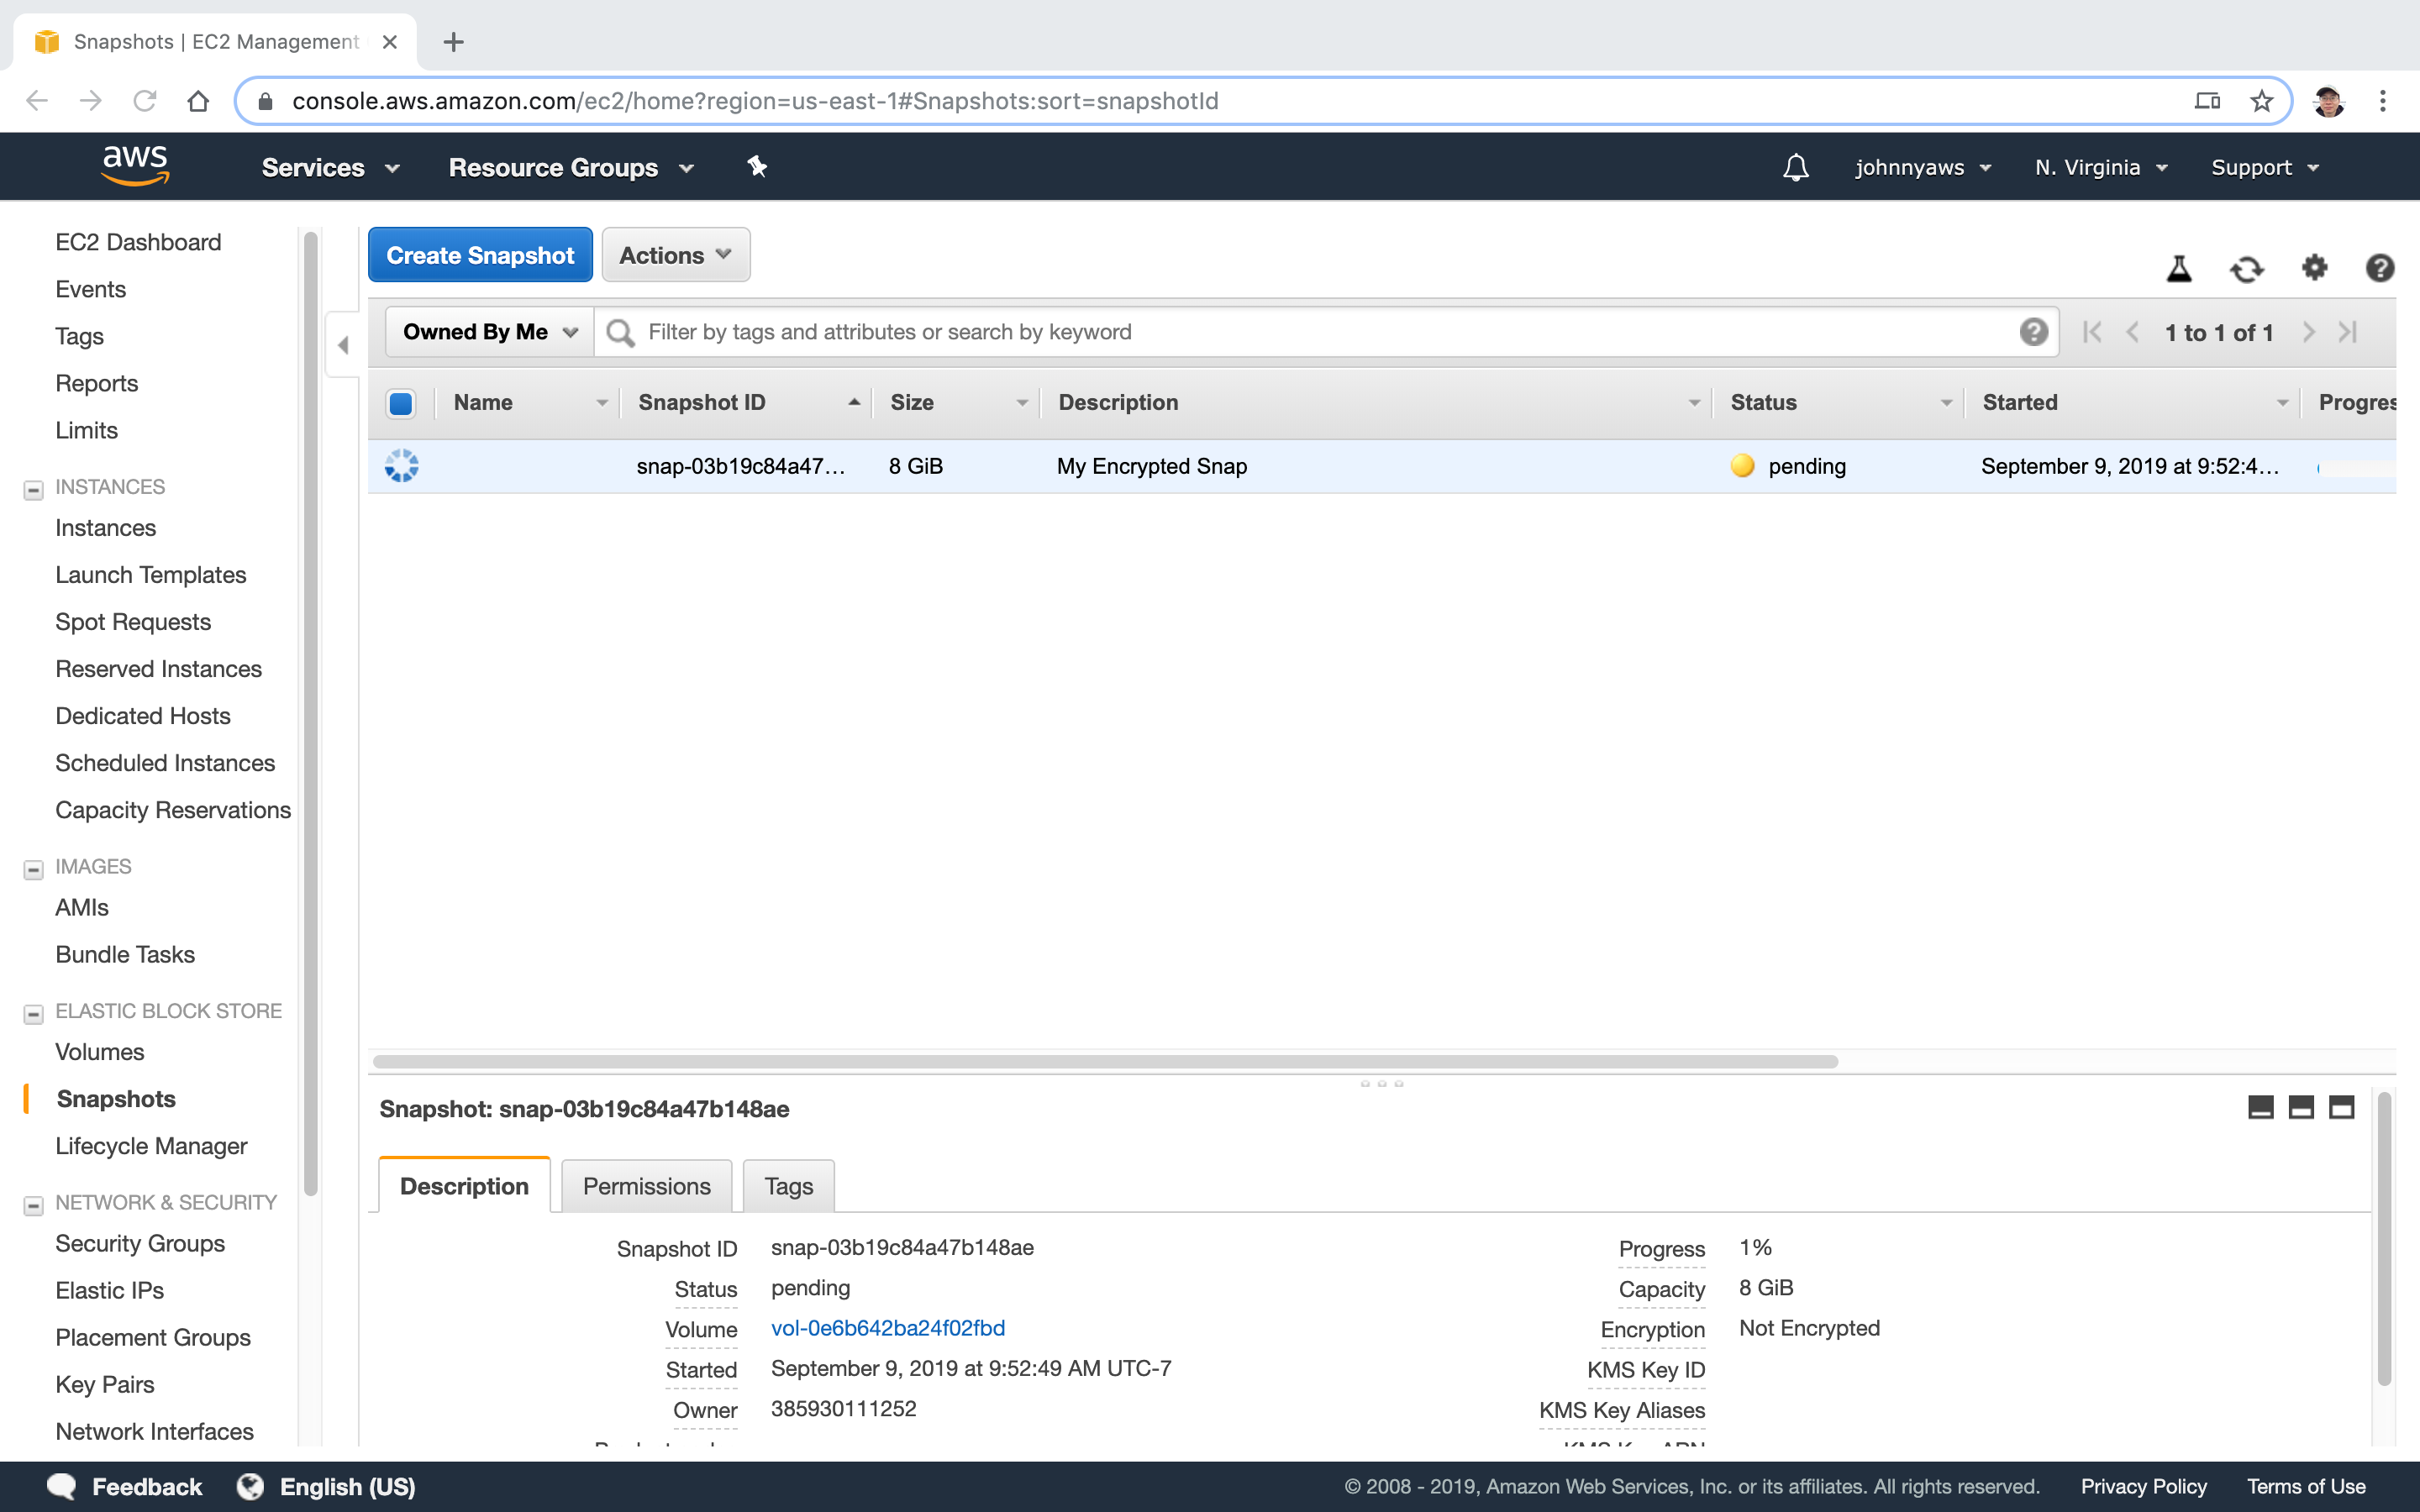 Snapshots | EC2 Management
console.aws.amazon.com/ec2/home?region=us-east-1#Snapshots:sort=snapshotId
aws Services Resource Groups johnnyaws N. Virginia Support
EC2 Dashboard
Events
Tags
Reports
Limits
INSTANCES
Instances
Launch Templates
Spot Requests
Reserved Instances
Dedicated Hosts
Scheduled Instances
Capacity Reservations
IMAGES
AMIs
Bundle Tasks
ELASTIC BLOCK STORE
Volumes
Snapshots
Lifecycle Manager
NETWORK & SECURITY
Security Groups
Elastic IPs
Placement Groups
Key Pairs
Network Interfaces
Create Snapshot Actions
Owned By Me Filter by tags and attributes or search by keyword 1 to 1 of 1
Name Snapshot ID Size Description Status Started Progres
snap-03b19c84a47... 8 GiB My Encrypted Snap pending September 9, 2019 at 9:52:4...
Snapshot: snap-03b19c84a47b148ae
Description Permissions Tags
Snapshot ID snap-03b19c84a47b148ae Progress 1%
Status pending Capacity 8 GiB
Volume vol-0e6b642ba24f02fbd Encryption Not Encrypted
Started September 9, 2019 at 9:52:49 AM UTC-7 KMS Key ID
Owner 385930111252 KMS Key Aliases
KMS Key ARN
Feedback English (US) © 2008 - 2019, Amazon Web Services, Inc. or its affiliates. All rights reserved. Privacy Policy Terms of Use